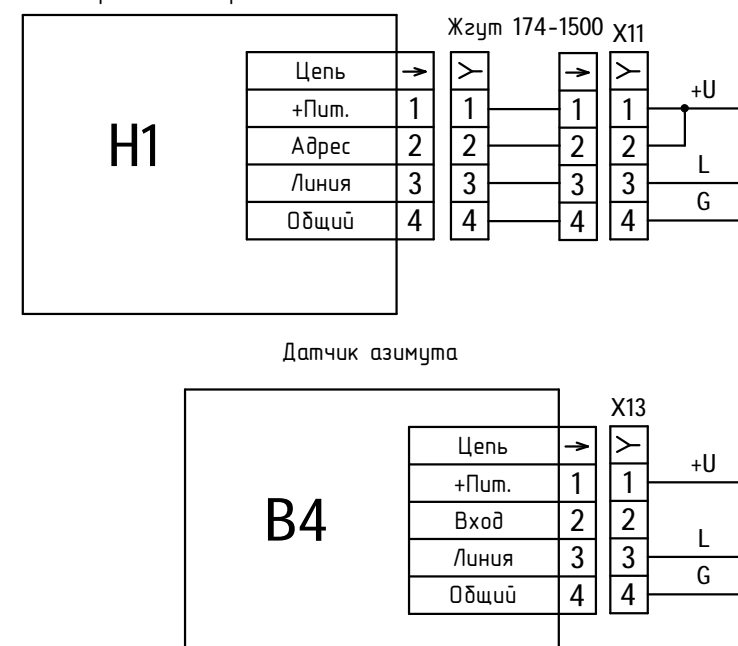 Жгут 174-1500 X11
Цепь
+Пит. 1 1 1 1 +U
H1
Адрес 2 2 2 2
Линия 3 3 3 3 L
Общий 4 4 4 4 G
Датчик азимута
X13
Цепь
+Пит. 1 1 +U
B4
Вход 2 2
Линия 3 3 L
Общий 4 4 G